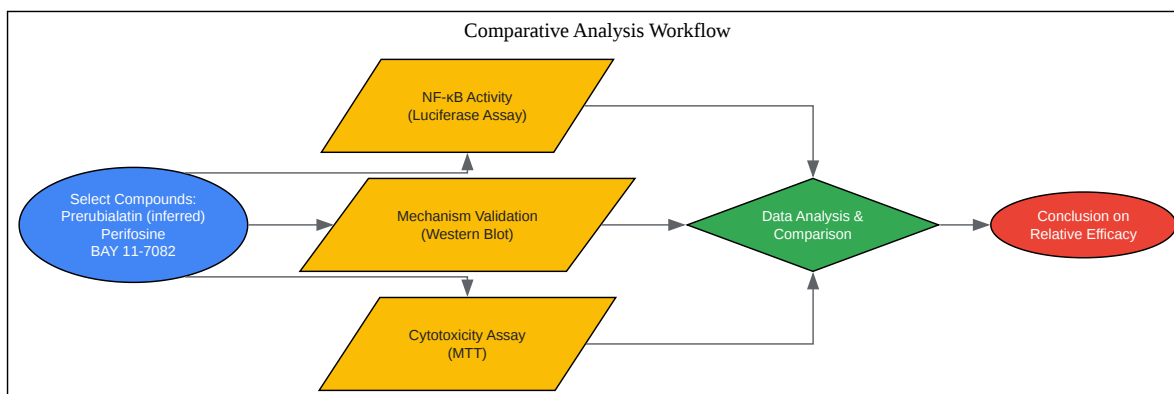 Comparative Analysis Workflow
NF-κB Activity
(Luciferase Assay)
Select Compounds:
Prerubialatin (inferred)
Perifosine
BAY 11-7082
Mechanism Validation
(Western Blot)
Data Analysis &
Comparison
Conclusion on
Relative Efficacy
Cytotoxicity Assay
(MTT)